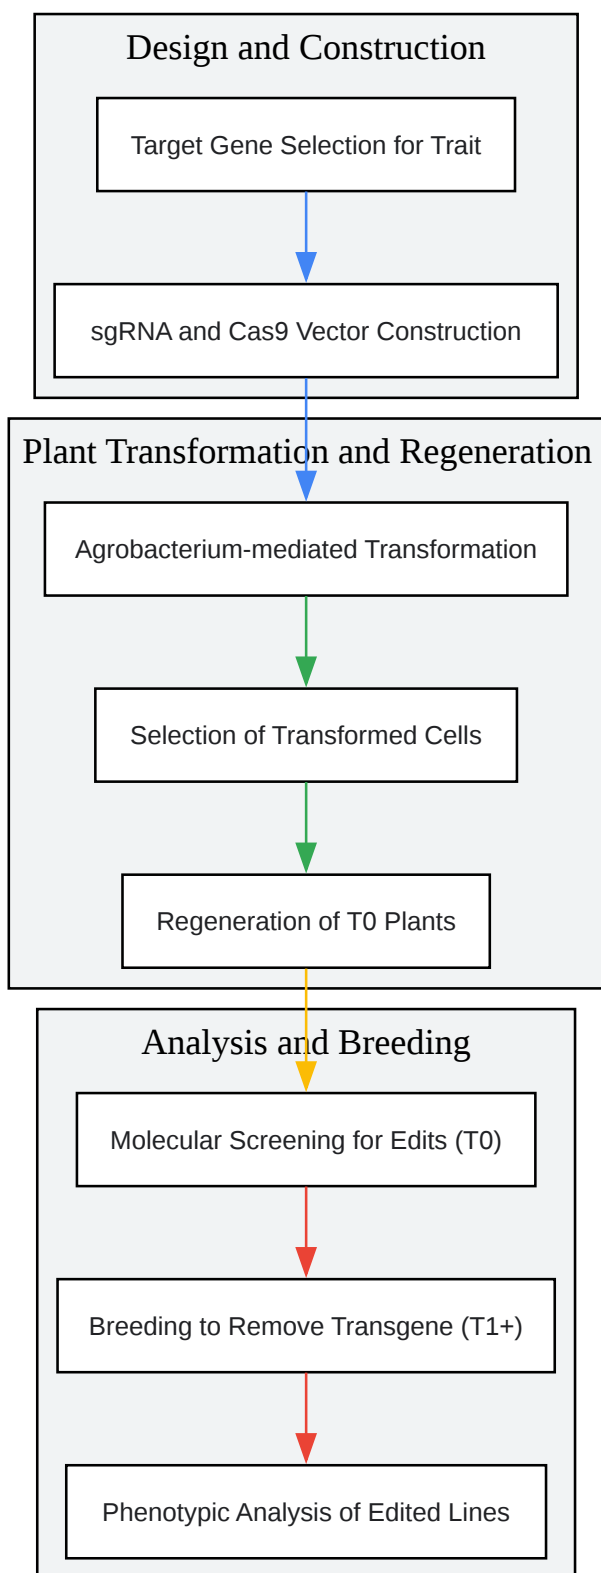 Design and Construction
Target Gene Selection for Trait
sgRNA and Cas9 Vector Construction
Plant Transformation and Regeneration
Agrobacterium-mediated Transformation
Selection of Transformed Cells
Regeneration of T0 Plants
Analysis and Breeding
Molecular Screening for Edits (T0)
Breeding to Remove Transgene (T1+)
Phenotypic Analysis of Edited Lines